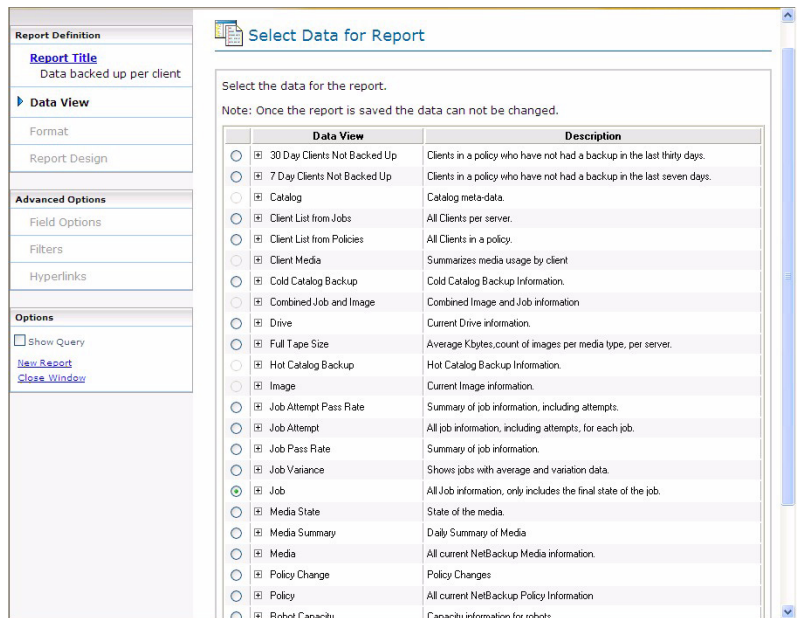 Report Definition
Report Title
Data backed up per client
Data View
Format
Report Design
Advanced Options
Field Options
Filters
Hyperlinks
Options
Show Query
New Report
Close Window
Select Data for Report
Select the data for the report.
Note: Once the report is saved the data can not be changed.
Data View Description
30 Day Clients Not Backed Up Clients in a policy who have not had a backup in the last thirty days.
7 Day Clients Not Backed Up Clients in a policy who have not had a backup in the last seven days.
Catalog Catalog meta-data.
Client List from Jobs All Clients per server.
Client List from Policies All Clients in a policy.
Client Media Summarizes media usage by client
Cold Catalog Backup Cold Catalog Backup Information.
Combined Job and Image Combined Image and Job information
Drive Current Drive information.
Full Tape Size Average Kbytes,count of images per media type, per server.
Hot Catalog Backup Hot Catalog Backup Information.
Image Current Image information.
Job Attempt Pass Rate Summary of job information, including attempts.
Job Attempt All job information, including attempts, for each job.
Job Pass Rate Summary of job information.
Job Variance Shows jobs with average and variation data.
Job All Job information, only includes the final state of the job.
Media State State of the media.
Media Summary Daily Summary of Media
Media All current NetBackup Media information.
Policy Change Policy Changes
Policy All current NetBackup Policy Information
Robot Capacity Capacity information for robots